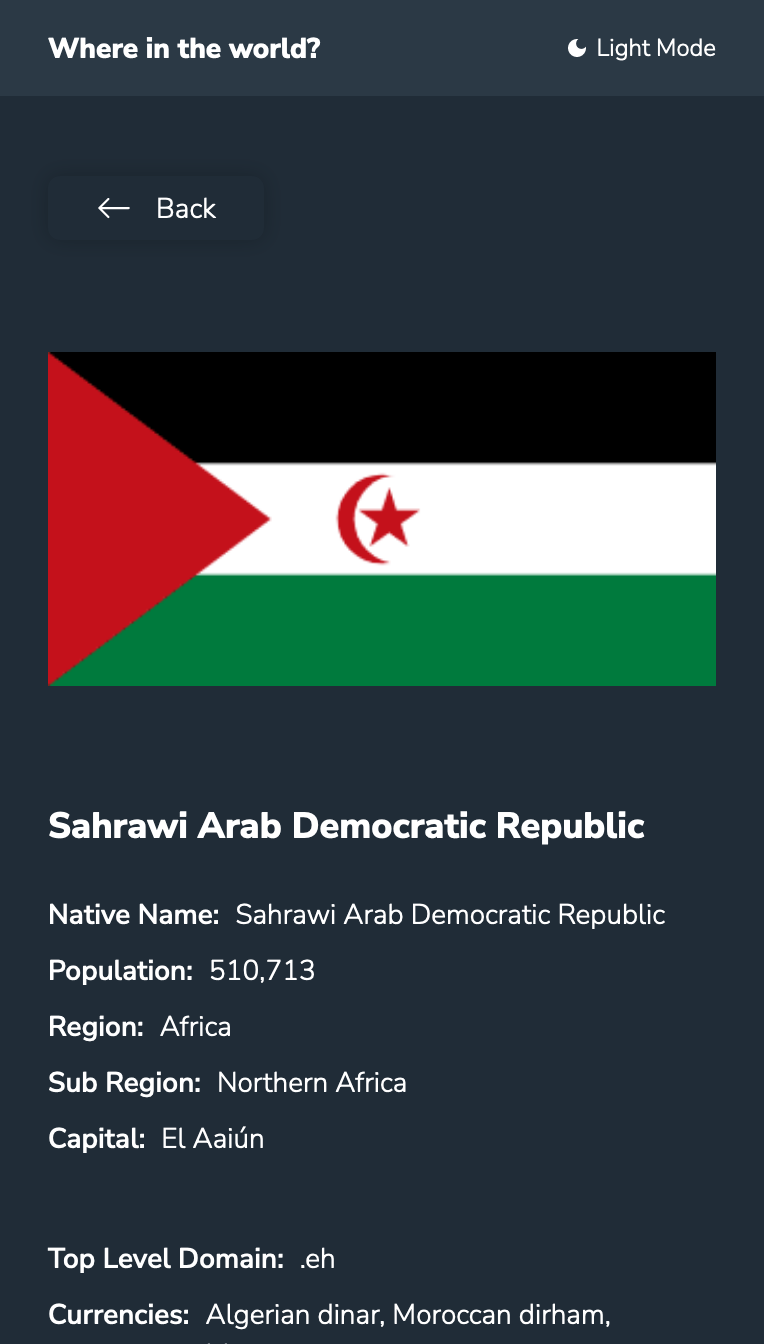 Where in the world?
Light Mode
Back
Sahrawi Arab Democratic Republic
Native Name: Sahrawi Arab Democratic Republic
Population: 510,713
Region: Africa
Sub Region: Northern Africa
Capital: El Aaiún
Top Level Domain: .eh
Currencies: Algerian dinar, Moroccan dirham,